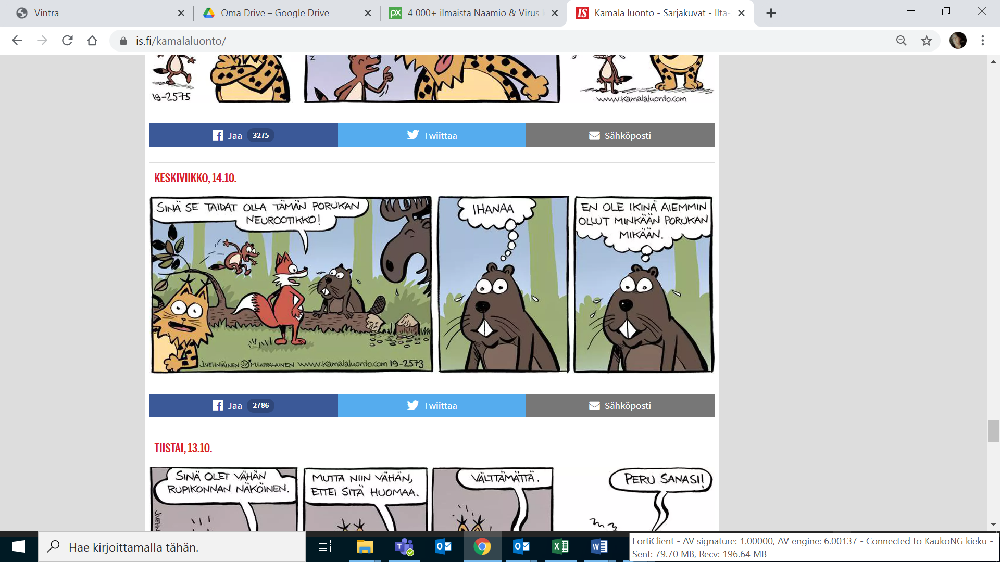 Vintra
Oma Drive – Google Drive
px
4 000+ ilmaista Naamio & Virus
IS
Kamala luonto - Sarjakuvat - Ilta-
is.fi/kamalaluonto/
Z
19-2575
www.kamalaluonto.com
Jaa 3275
Twiittaa
Sähköposti
KESKIVIIKKO, 14.10.
SINÄ SE TAIDAT OLLA TÄMÄN PORUKAN
NEUROOTIKKO!
J.VEHNIÄINEN JV M.LAPPALAINEN www.kamalaluonto.com 19-2573
IHANAA
EN OLE IKINÄ AIEMMIN
OLLUT MINKÄÄN PORUKAN
MIKÄÄN.
Jaa 2786
Twiittaa
Sähköposti
TIISTAI, 13.10.
SINÄ OLET VÄHÄN
RUPIKONNAN NÄKÖINEN.
J.VEHN
MUTTA NIIN VÄHÄN,
ETTEI SITÄ HUOMAA.
VÄLTTÄMÄTTÄ.
PERU SANASI!
Hae kirjoittamalla tähän.
FortiClient - AV signature: 1.00000, AV engine: 6.00137 - Connected to KaukoNG kieku -
Sent: 79.70 MB, Recv: 196.64 MB